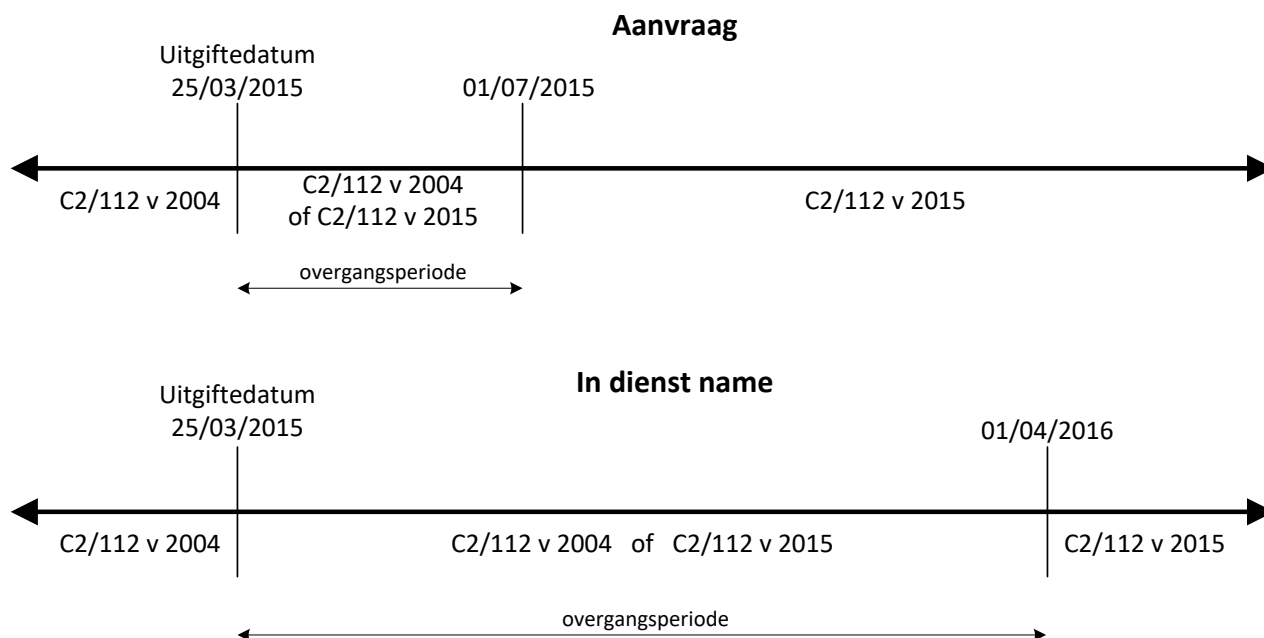 Aanvraag
Uitgiftedatum
25/03/2015
01/07/2015
C2/112 v 2004
C2/112 v 2004
of C2/112 v 2015
C2/112 v 2015
overgangsperiode
In dienst name
Uitgiftedatum
25/03/2015
01/04/2016
C2/112 v 2004
C2/112 v 2004 of C2/112 v 2015
C2/112 v 2015
overgangsperiode